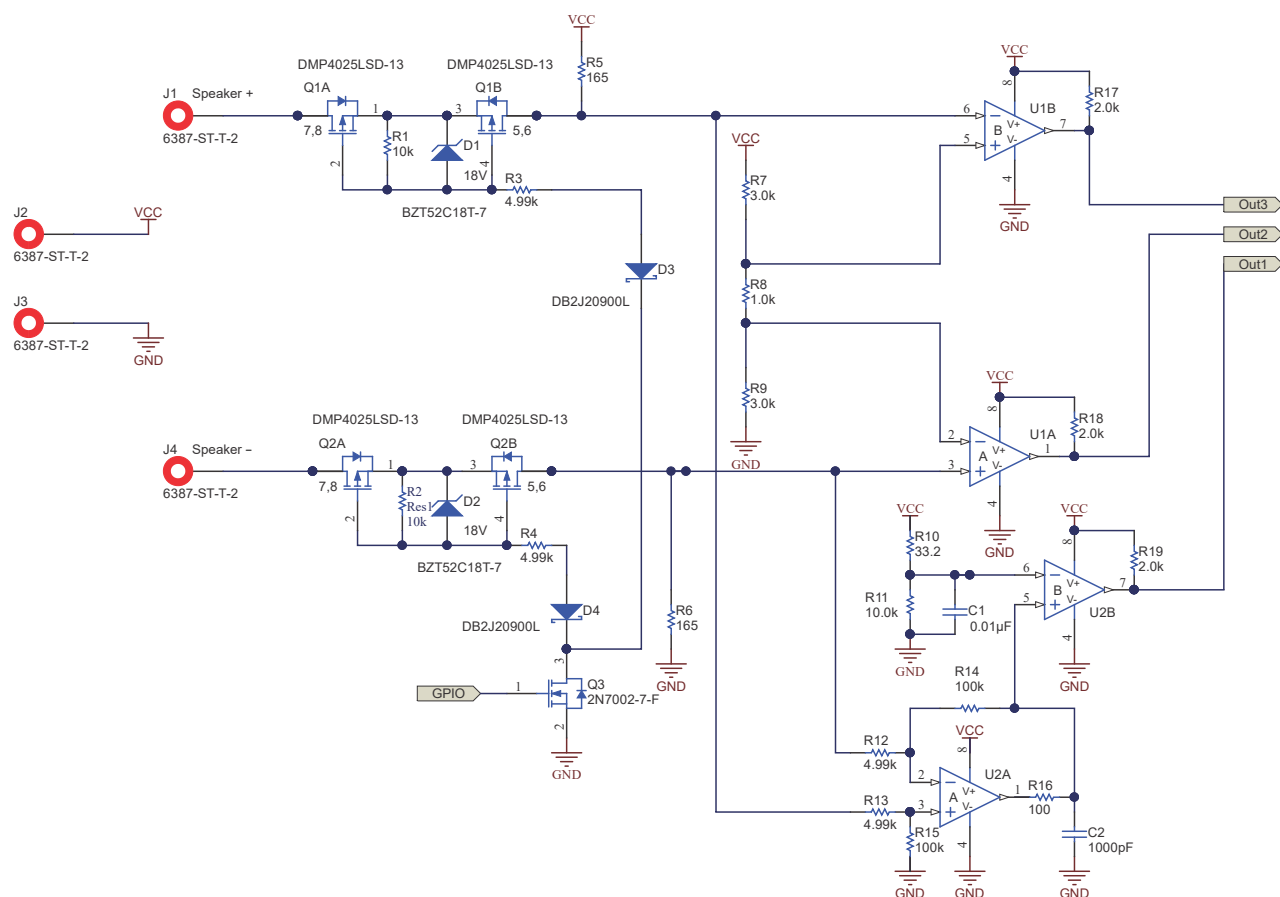 VCC
DMP4025LSD-13 DMP4025LSD-13
R5
165
VCC
J1 Speaker +
Q1A Q1B
6387-ST-T-2
7,8 1 3 5,6
2 4
R1
10k
D1
18V
BZT52C18T-7
R3
4.99k
8
R17
2.0k
6
5
U1B
B
V+
V-
7
4
GND
VCC
R7
3.0k
R8
1.0k
R9
3.0k
GND
J2
VCC
6387-ST-T-2
J3
6387-ST-T-2
GND
D3
DB2J20900L
Out3
Out2
Out1
DMP4025LSD-13 DMP4025LSD-13
J4 Speaker –
Q2A Q2B
6387-ST-T-2
7,8 1 3 5,6
2 4
R2
Res1
10k
D2
18V
BZT52C18T-7
R4
4.99k
D4
DB2J20900L
R6
165
GND
GPIO
1
3
2
Q3
2N7002-7-F
GND
VCC
8
R18
2.0k
2
3
U1A
A
V+
V-
1
4
GND
VCC
R10
33.2
R11
10.0k
GND
C1
0.01µF
VCC
8
R19
2.0k
6
5
B
V+
V-
7
U2B
4
GND
R14
100k
R12
4.99k
R13
4.99k
R15
100k
GND
VCC
8
2
3
U2A
A
V+
V-
1
4
GND
R16
100
C2
1000pF
GND